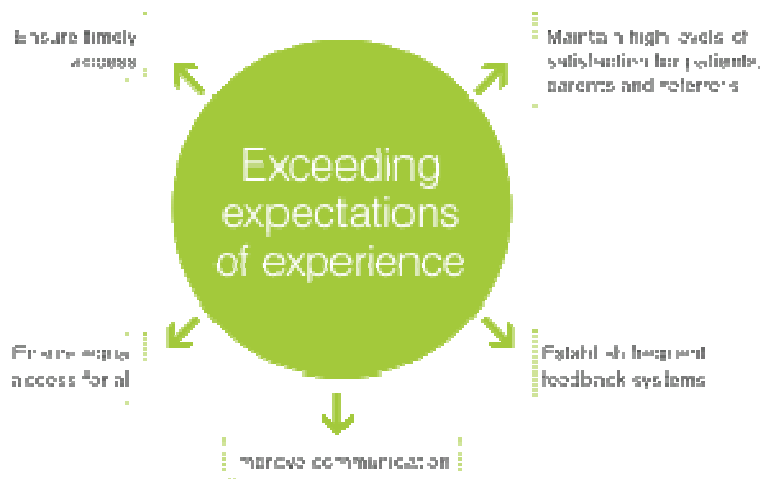 Ensure timely
access
Maintain high levels of
satisfaction for patients,
parents and referrers
Exceeding
expectations
of experience
Ensure equal
access for all
Establish frequent
feedback systems
Improve communication